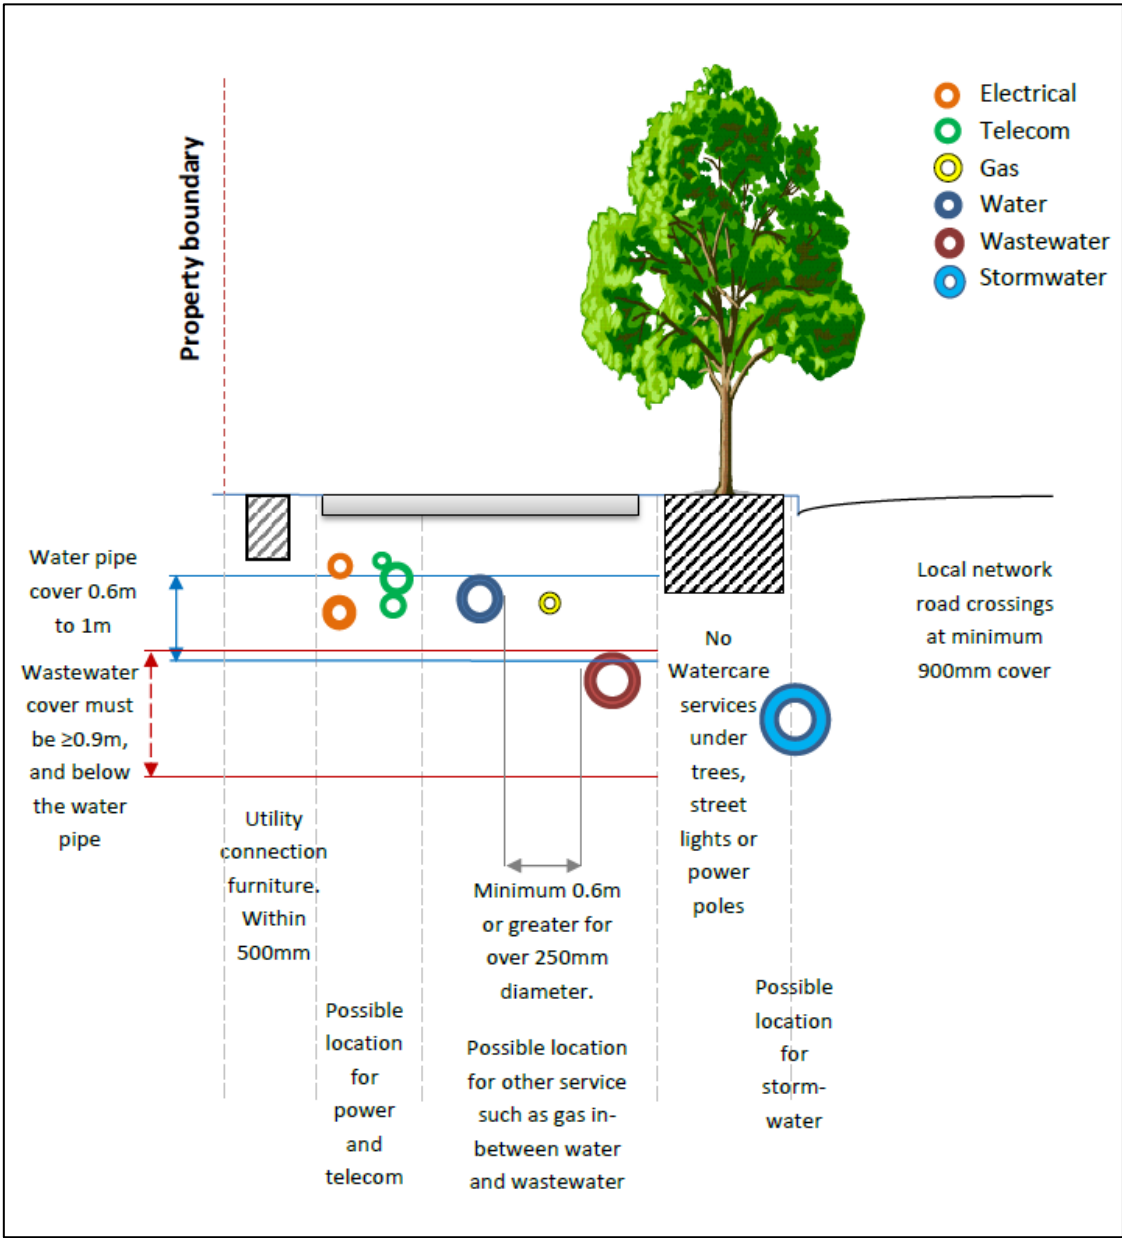 Property boundary
Electrical
Telecom
Gas
Water
Wastewater
Stormwater
Water pipe
cover 0.6m
to 1m
Wastewater
cover must
be ≥0.9m,
and below
the water
pipe
Local network
road crossings
at minimum
900mm cover
No
Watercare
services
under
trees,
street
lights or
power
poles
Utility
connection
furniture.
Within
500mm
Minimum 0.6m
or greater for
over 250mm
diameter.
Possible
location
for
power
and
telecom
Possible location
for other service
such as gas in-
between water
and wastewater
Possible
location
for
storm-
water